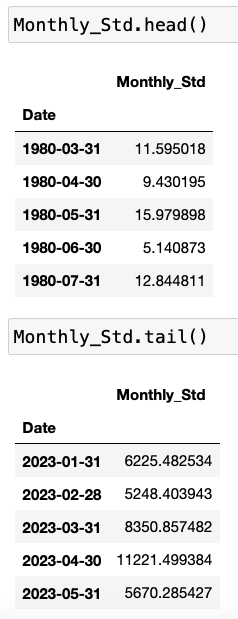 Monthly_Std.head()
Monthly_Std
Date
1980-03-31 11.595018
1980-04-30 9.430195
1980-05-31 15.979898
1980-06-30 5.140873
1980-07-31 12.844811
Monthly_Std.tail()
Monthly_Std
Date
2023-01-31 6225.482534
2023-02-28 5248.403943
2023-03-31 8350.857482
2023-04-30 11221.499384
2023-05-31 5670.285427